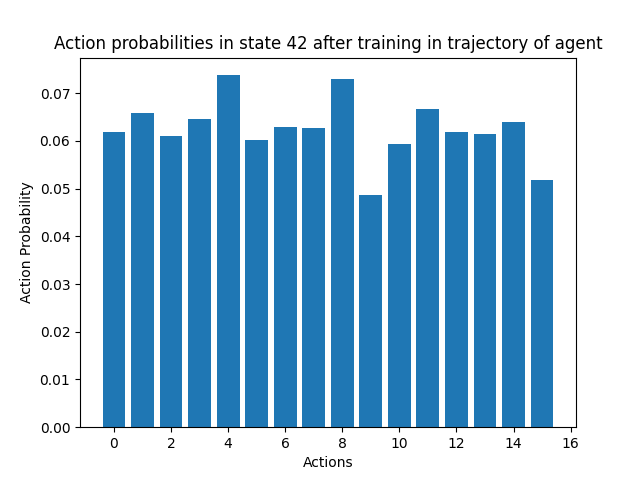 Action probabilities in state 42 after training in trajectory of agent
0.07
0.06
0.05
0.04
0.03
0.02
0.01
0.00
Action Probability
0 2 4 6 8 10 12 14 16
Actions